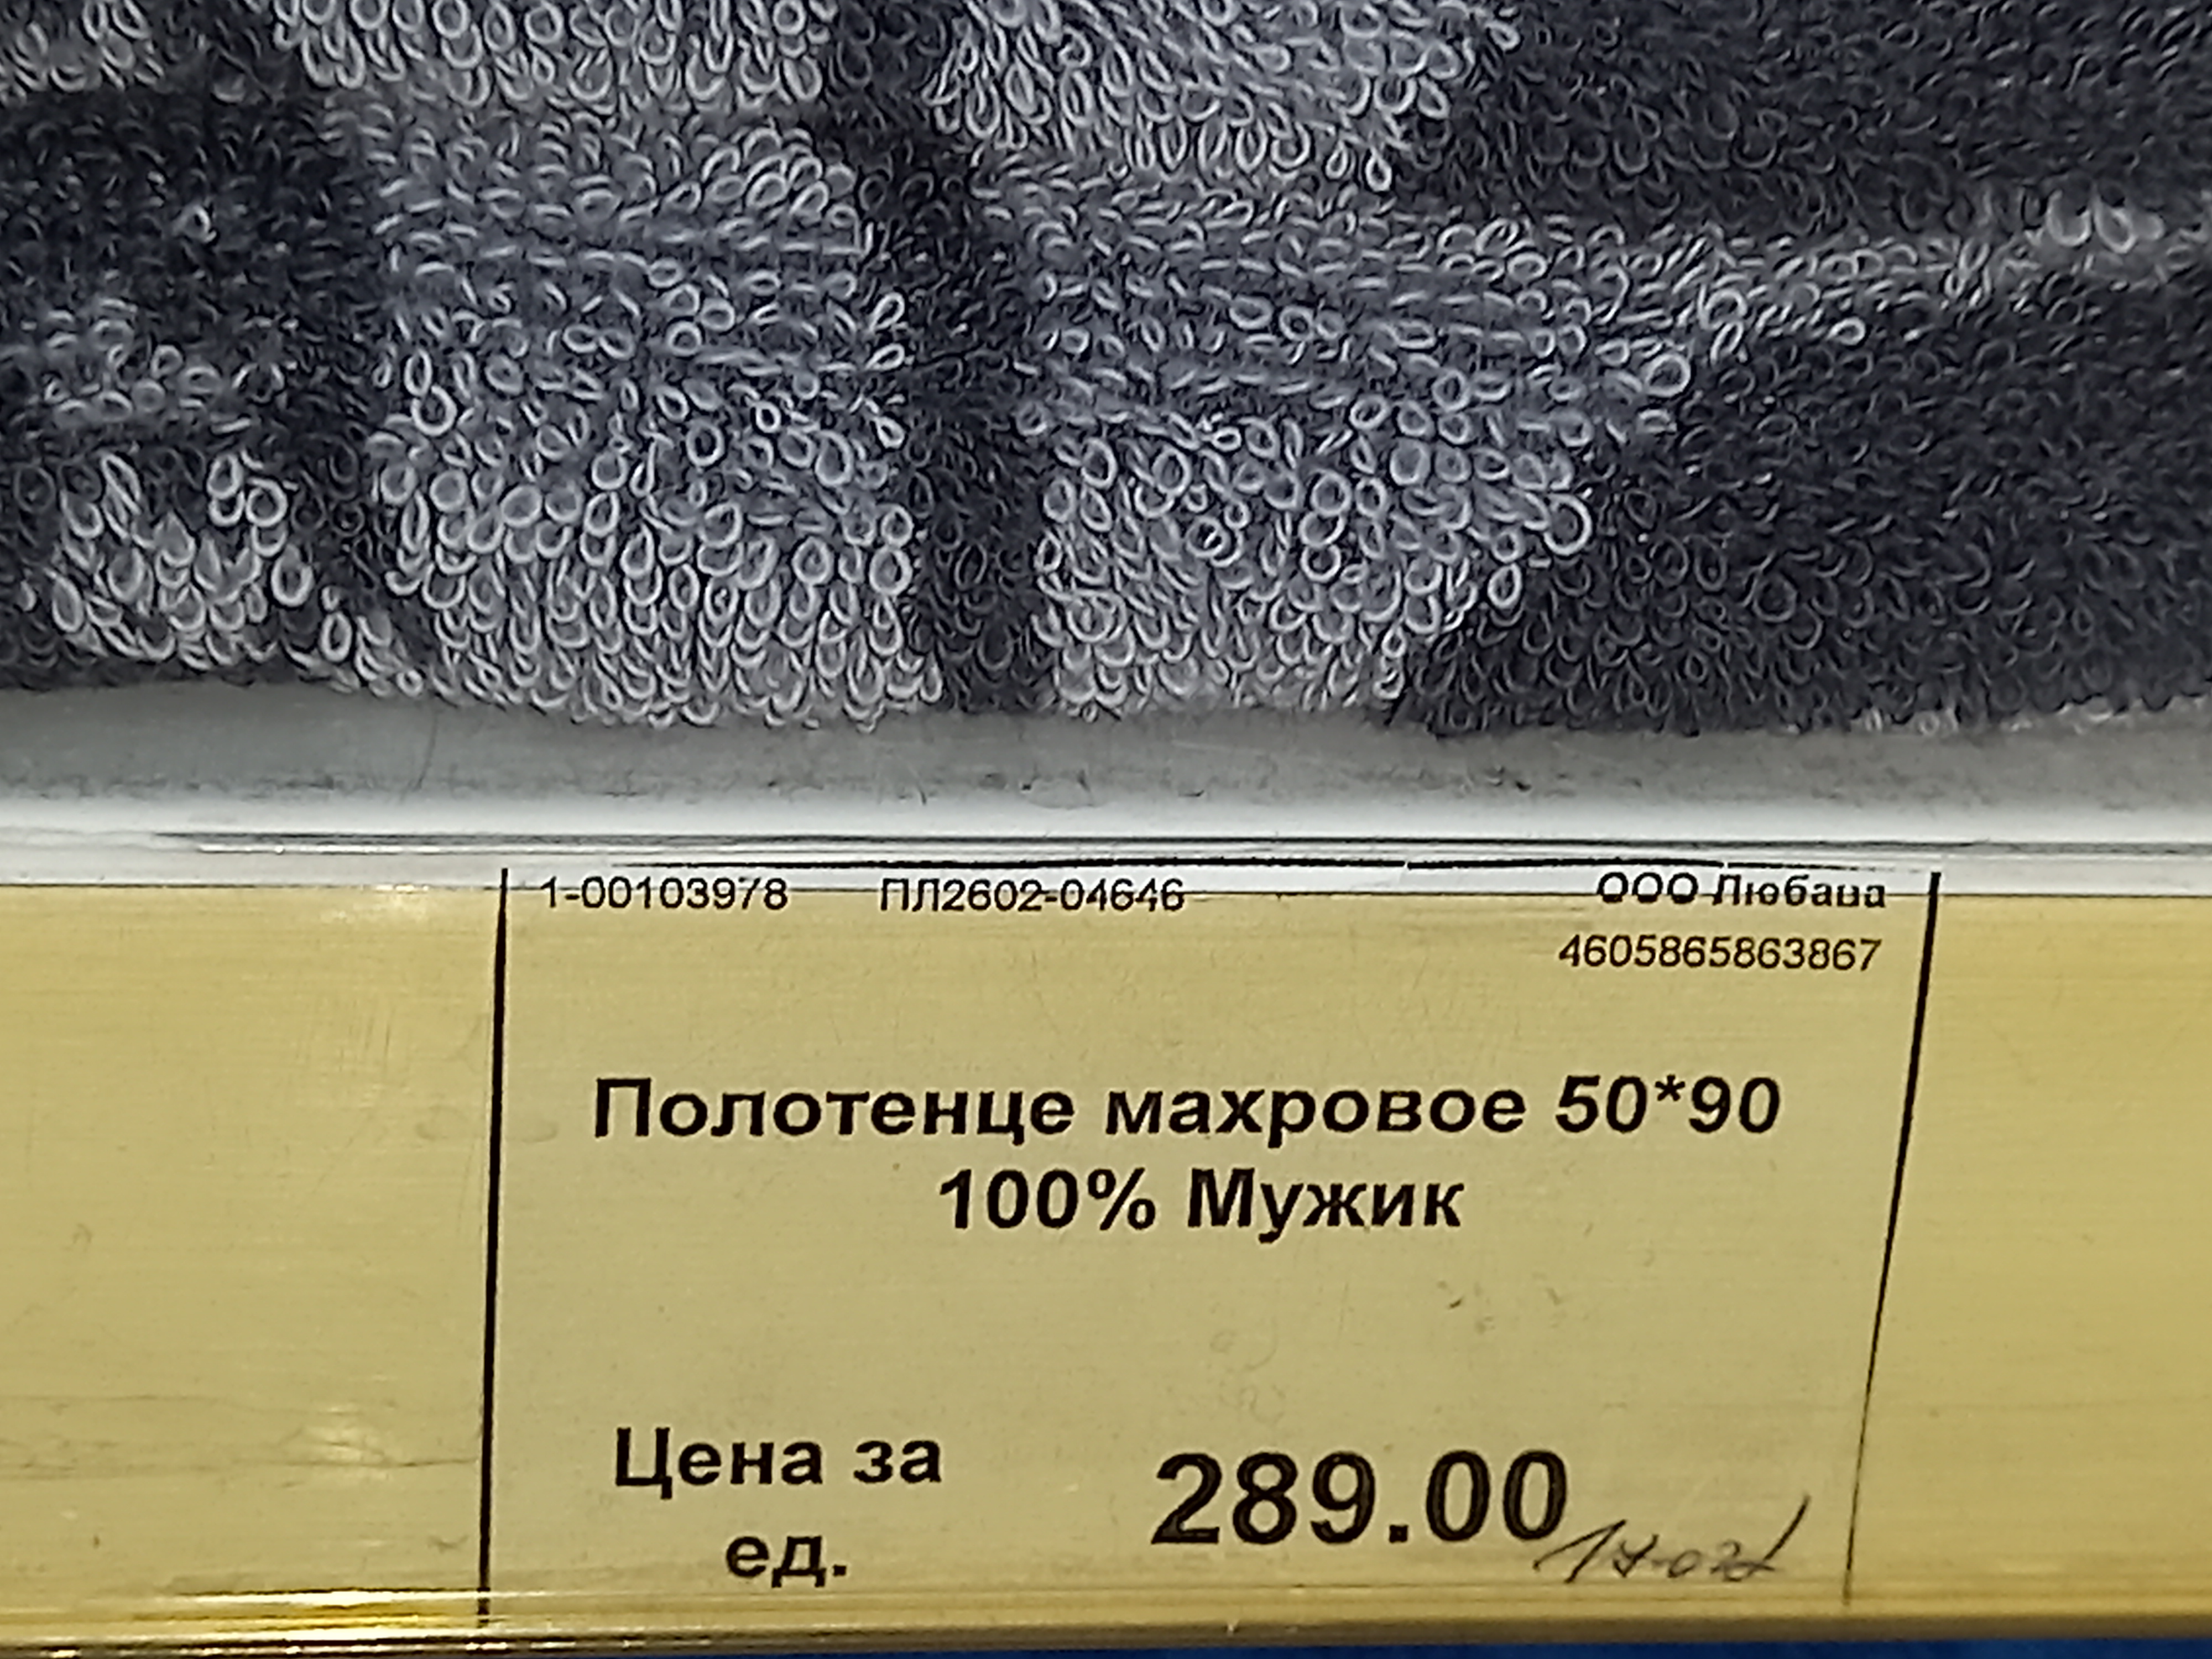 1-00103978 ПЛ2602-04646 ООО Любава
4605865863867
Полотенце махровое 50*90
100% Мужик
Цена за
ед.
289.00